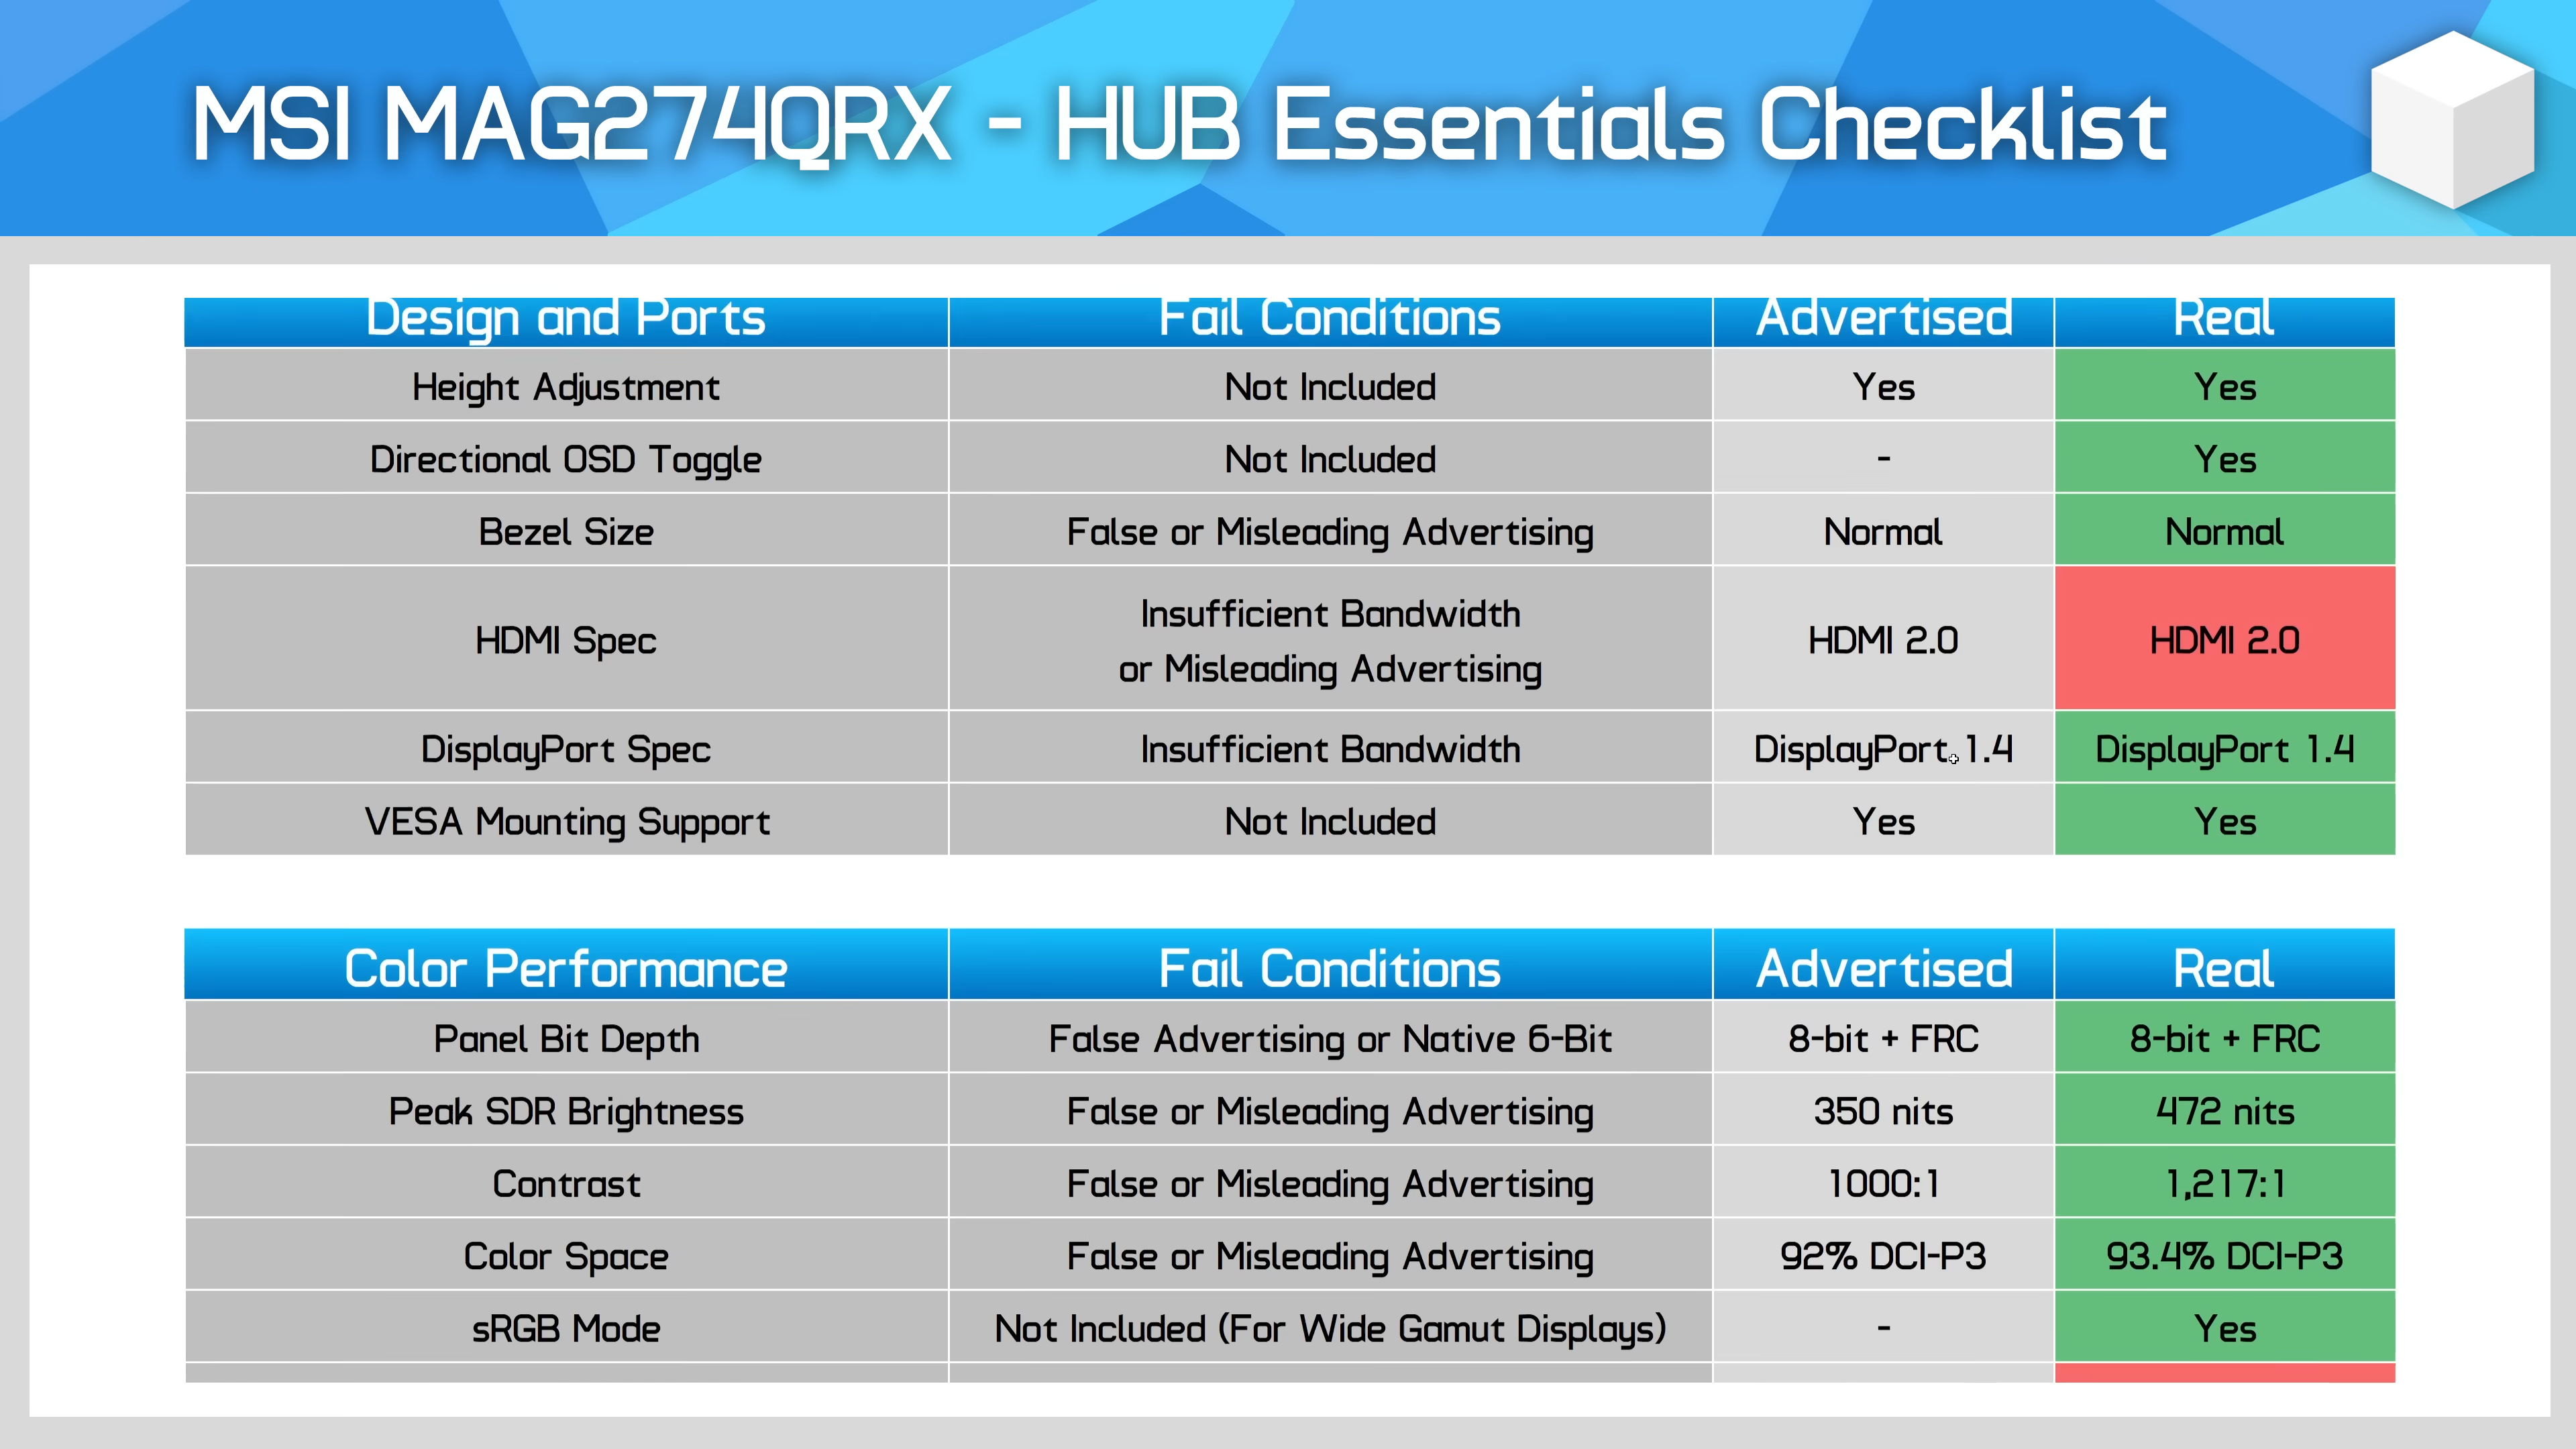 MSI MAG274QRX - HUB Essentials Checklist
Design and Ports Fail Conditions Advertised Real
Height Adjustment Not Included Yes Yes
Directional OSD Toggle Not Included - Yes
Bezel Size False or Misleading Advertising Normal Normal
HDMI Spec Insufficient Bandwidth or Misleading Advertising HDMI 2.0 HDMI 2.0
DisplayPort Spec Insufficient Bandwidth DisplayPort 1.4 DisplayPort 1.4
VESA Mounting Support Not Included Yes Yes
Color Performance Fail Conditions Advertised Real
Panel Bit Depth False Advertising or Native 6-Bit 8-bit + FRC 8-bit + FRC
Peak SDR Brightness False or Misleading Advertising 350 nits 472 nits
Contrast False or Misleading Advertising 1000:1 1,217:1
Color Space False or Misleading Advertising 92% DCI-P3 93.4% DCI-P3
sRGB Mode Not Included (For Wide Gamut Displays) - Yes